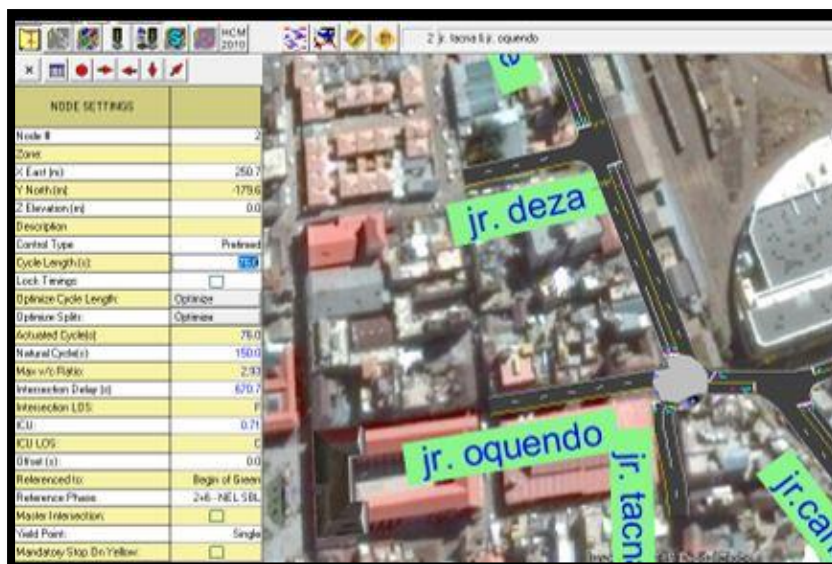 HCM
2010
2 jr. tacna & jr. oquendo
NODE SETTINGS
Node # 2
Zone:
X East (m): 250.7
Y North (m): -179.6
Z Elevation (m): 0.0
Description
Control Type Pretimed
Cycle Length (s): 76.0
Lock Timings:
Optimize Cycle Length: Optimize
Optimize Splits: Optimize
Actuated Cycle(s): 76.0
Natural Cycle(s): 150.0
Max v/c Ratio: 2.93
Intersection Delay (s): 670.7
Intersection LOS: F
ICU: 0.71
ICU LOS: C
Offset (s): 0.0
Referenced to: Begin of Green
Reference Phase: 2+6 - NEL SBL
Master Intersection:
Yield Point: Single
Mandatory Stop On Yellow:
e
jr. deza
jr. oquendo
jr. tacna
jr.car